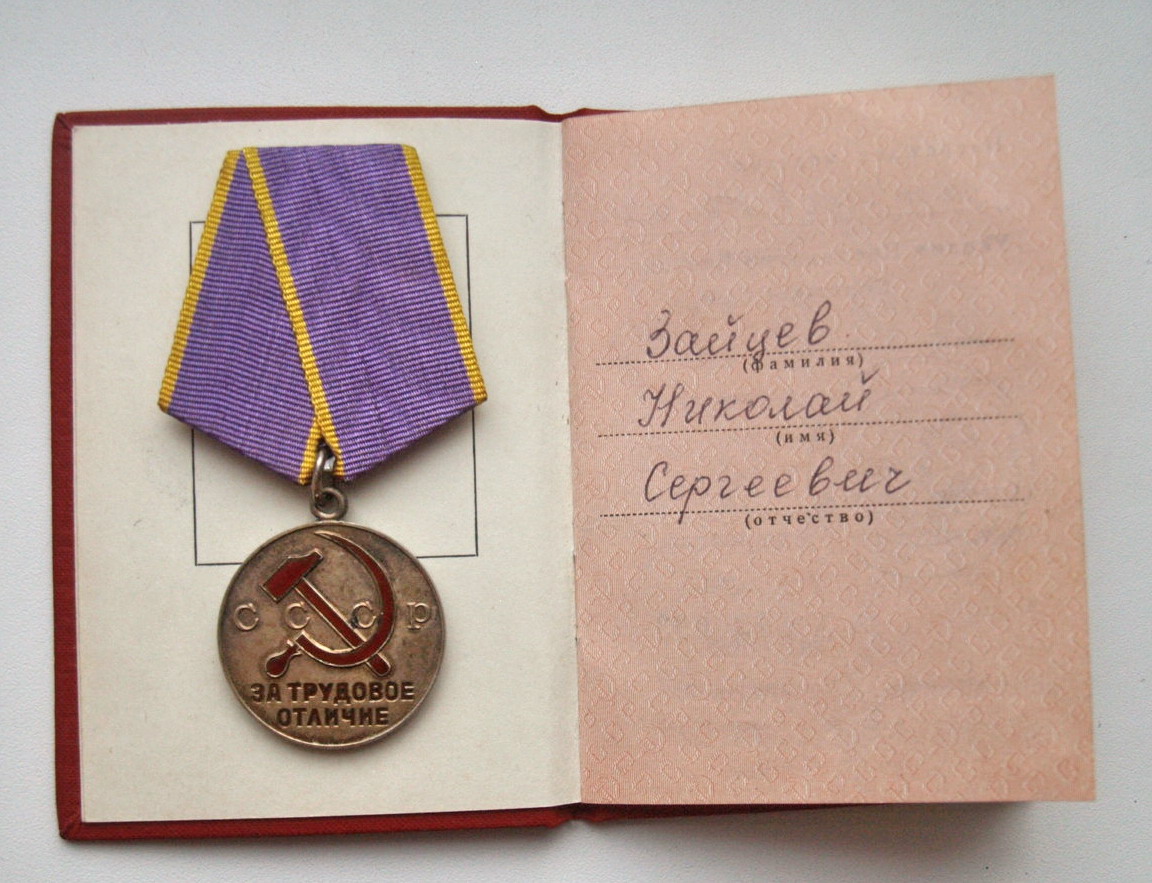 С С С Р
ЗА ТРУДОВОЕ
ОТЛИЧИЕ
Зайцев
(фамилия)
Николай
(имя)
Сергеевич
(отчество)